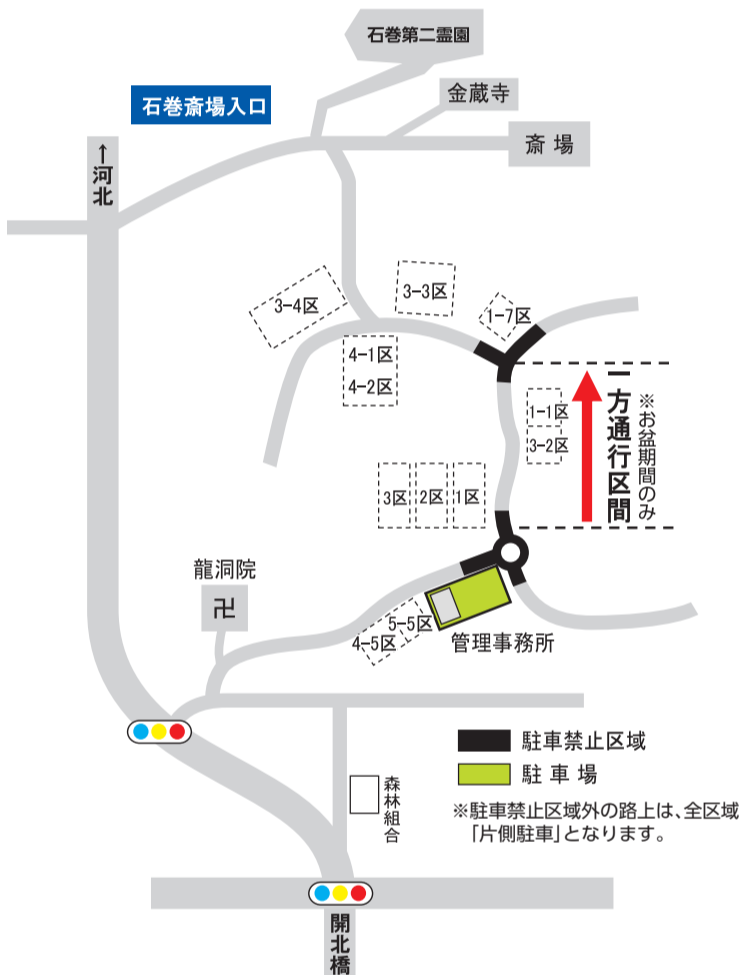 石巻第二霊園
石巻斎場入口
金蔵寺
斎場
↑河北
3-3区
3-4区
1-7区
4-1区
4-2区
1-1区
3-2区
一方通行区間
※お盆期間のみ
3区
2区
1区
龍洞院
卍
5-5区
4-5区
管理事務所
駐車禁止区域
駐車場
※駐車禁止区域外の路上は、全区域
「片側駐車」となります。
森林組合
開北橋